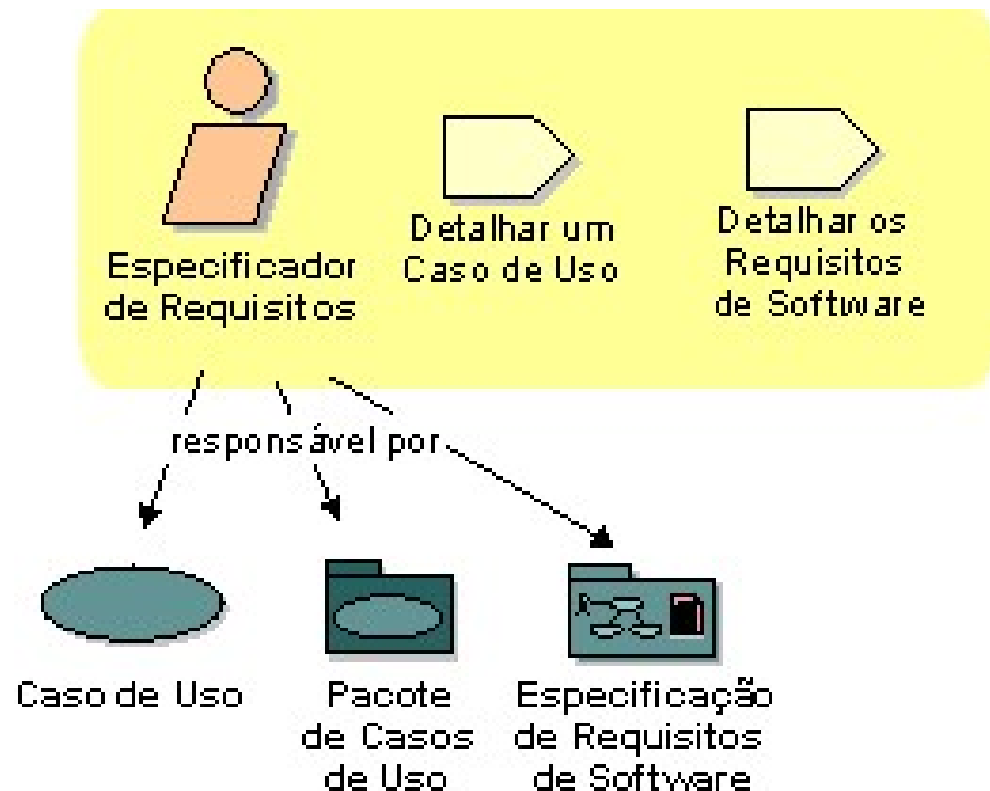 Especificador
de Requisitos
Detalhar um
Caso de Uso
Detalhar os
Requisitos
de Software
responsável por
Caso de Uso
Pacote
de Casos
de Uso
Especificação
de Requisitos
de Software